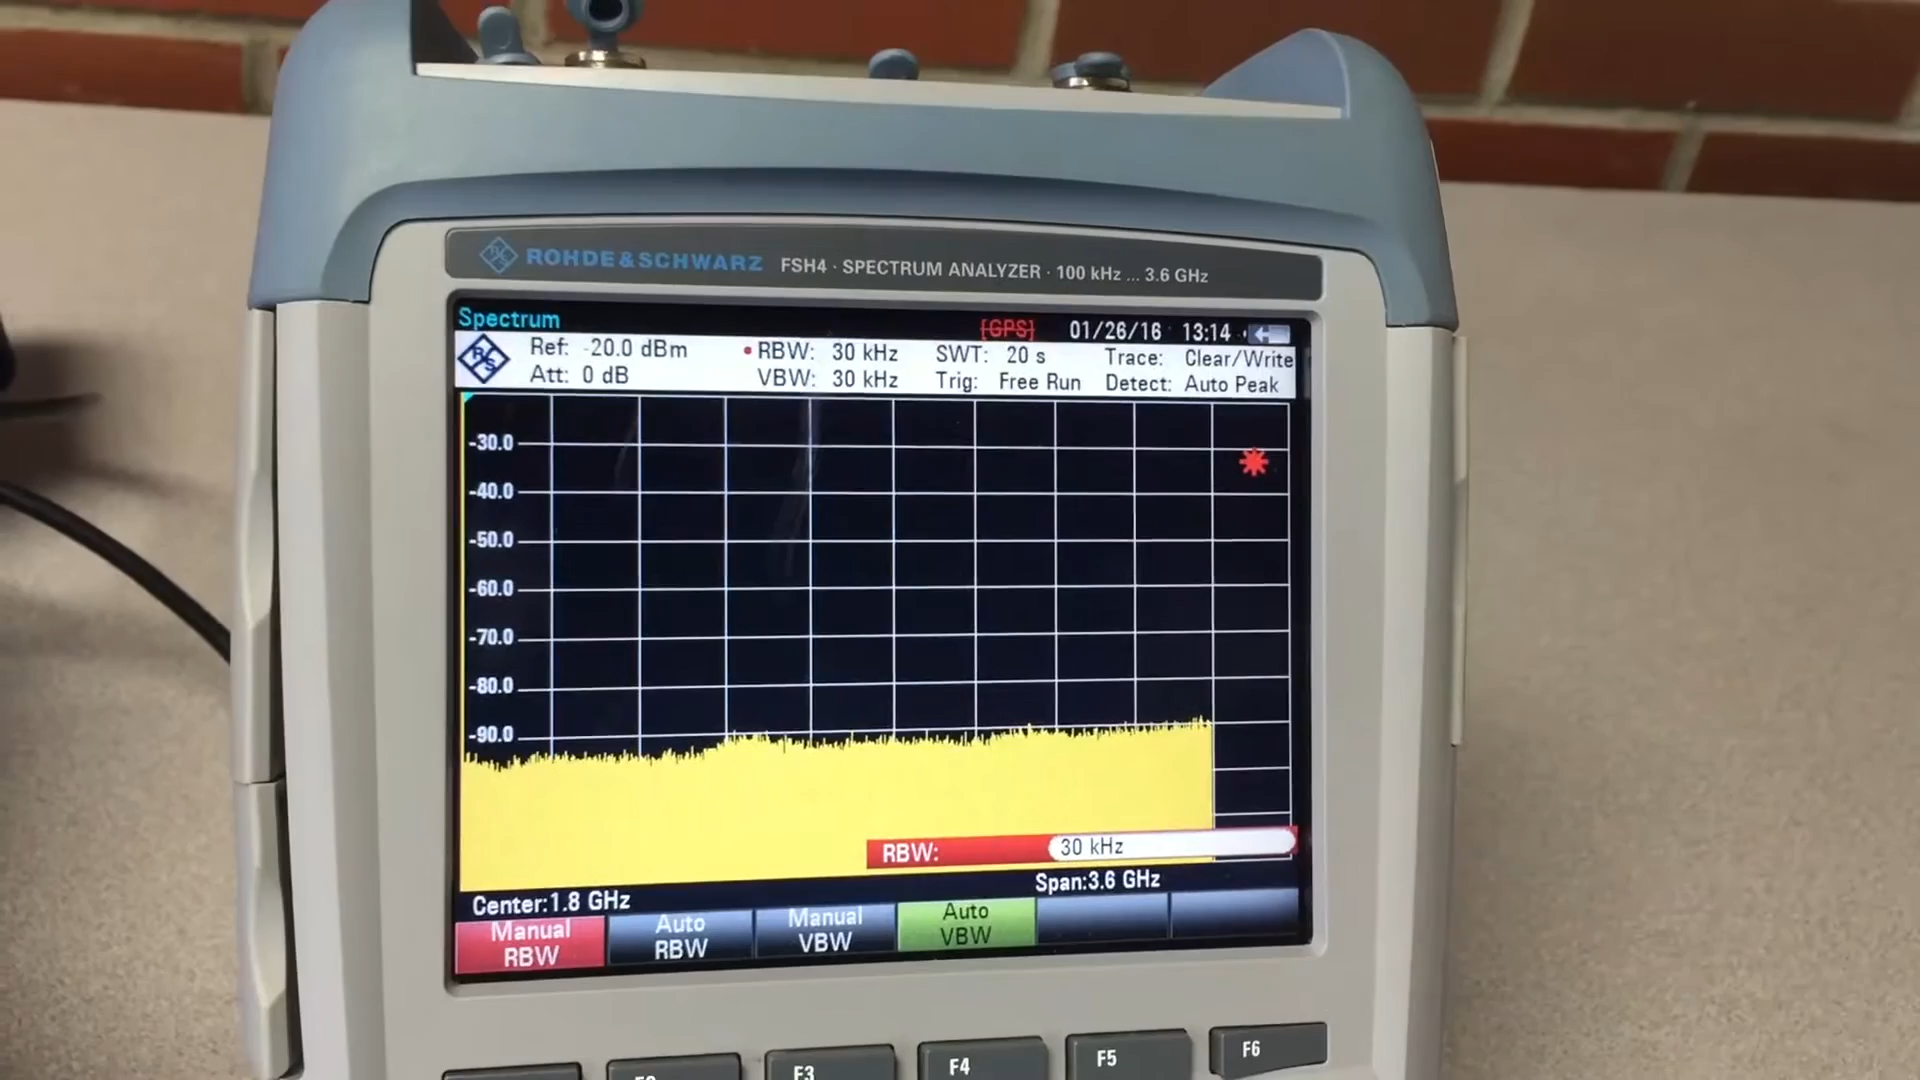 ROHDE&SCHWARZ FSH4 · SPECTRUM ANALYZER · 100 kHz ... 3.6 GHz
Spectrum [GPS] 01/26/16 13:14
R S Ref: -20.0 dBm RBW: 30 kHz SWT: 20 s Trace: Clear/Write
Att: 0 dB VBW: 30 kHz Trig: Free Run Detect: Auto Peak
-30.0
-40.0
-50.0
-60.0
-70.0
-80.0
-90.0
RBW: 30 kHz
Center:1.8 GHz Span:3.6 GHz
Manual RBW
Auto RBW
Manual VBW
Auto VBW
F3
F4
F5
F6